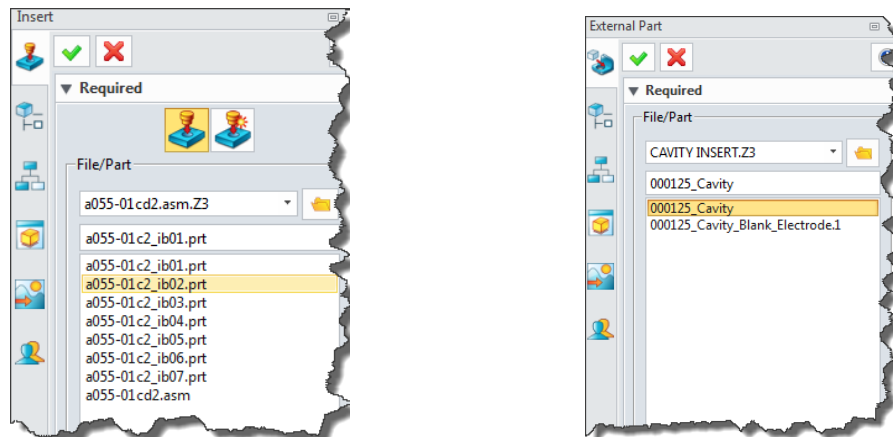 Insert
Required
File/Part
a055-01cd2.asm.Z3
a055-01c2_ib01.prt
a055-01c2_ib01.prt
a055-01c2_ib02.prt
a055-01c2_ib03.prt
a055-01c2_ib04.prt
a055-01c2_ib05.prt
a055-01c2_ib06.prt
a055-01c2_ib07.prt
a055-01cd2.asm
External Part
Required
File/Part
CAVITY INSERT.Z3
000125_Cavity
000125_Cavity
000125_Cavity_Blank_Electrode.1